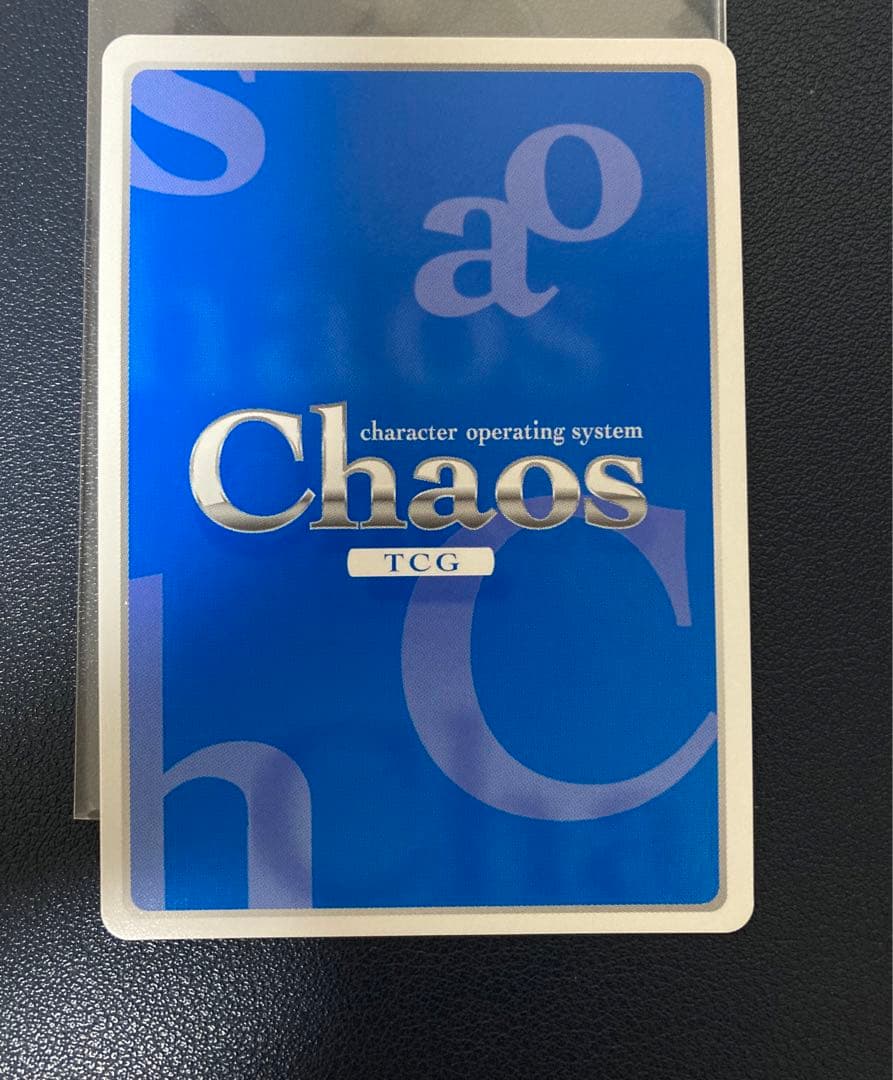 s
o
a
character operating system
Chaos
TCG
C
h